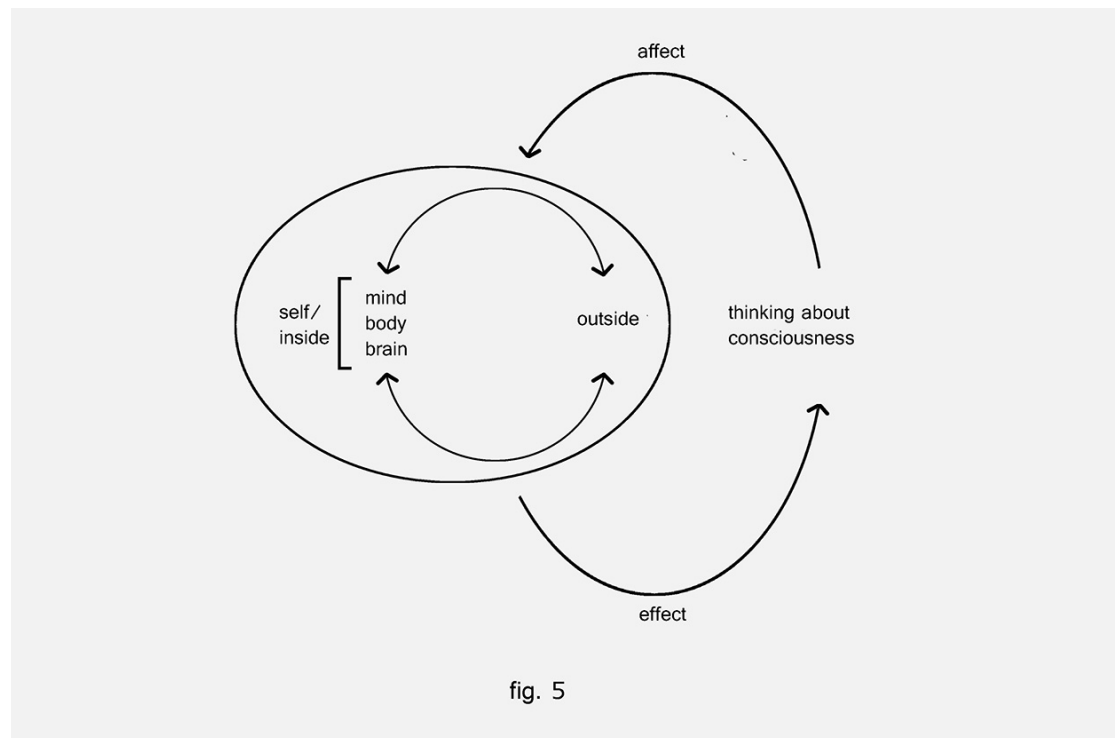 affect
self/
inside
mind
body
brain
outside
thinking about
consciousness
effect
fig. 5